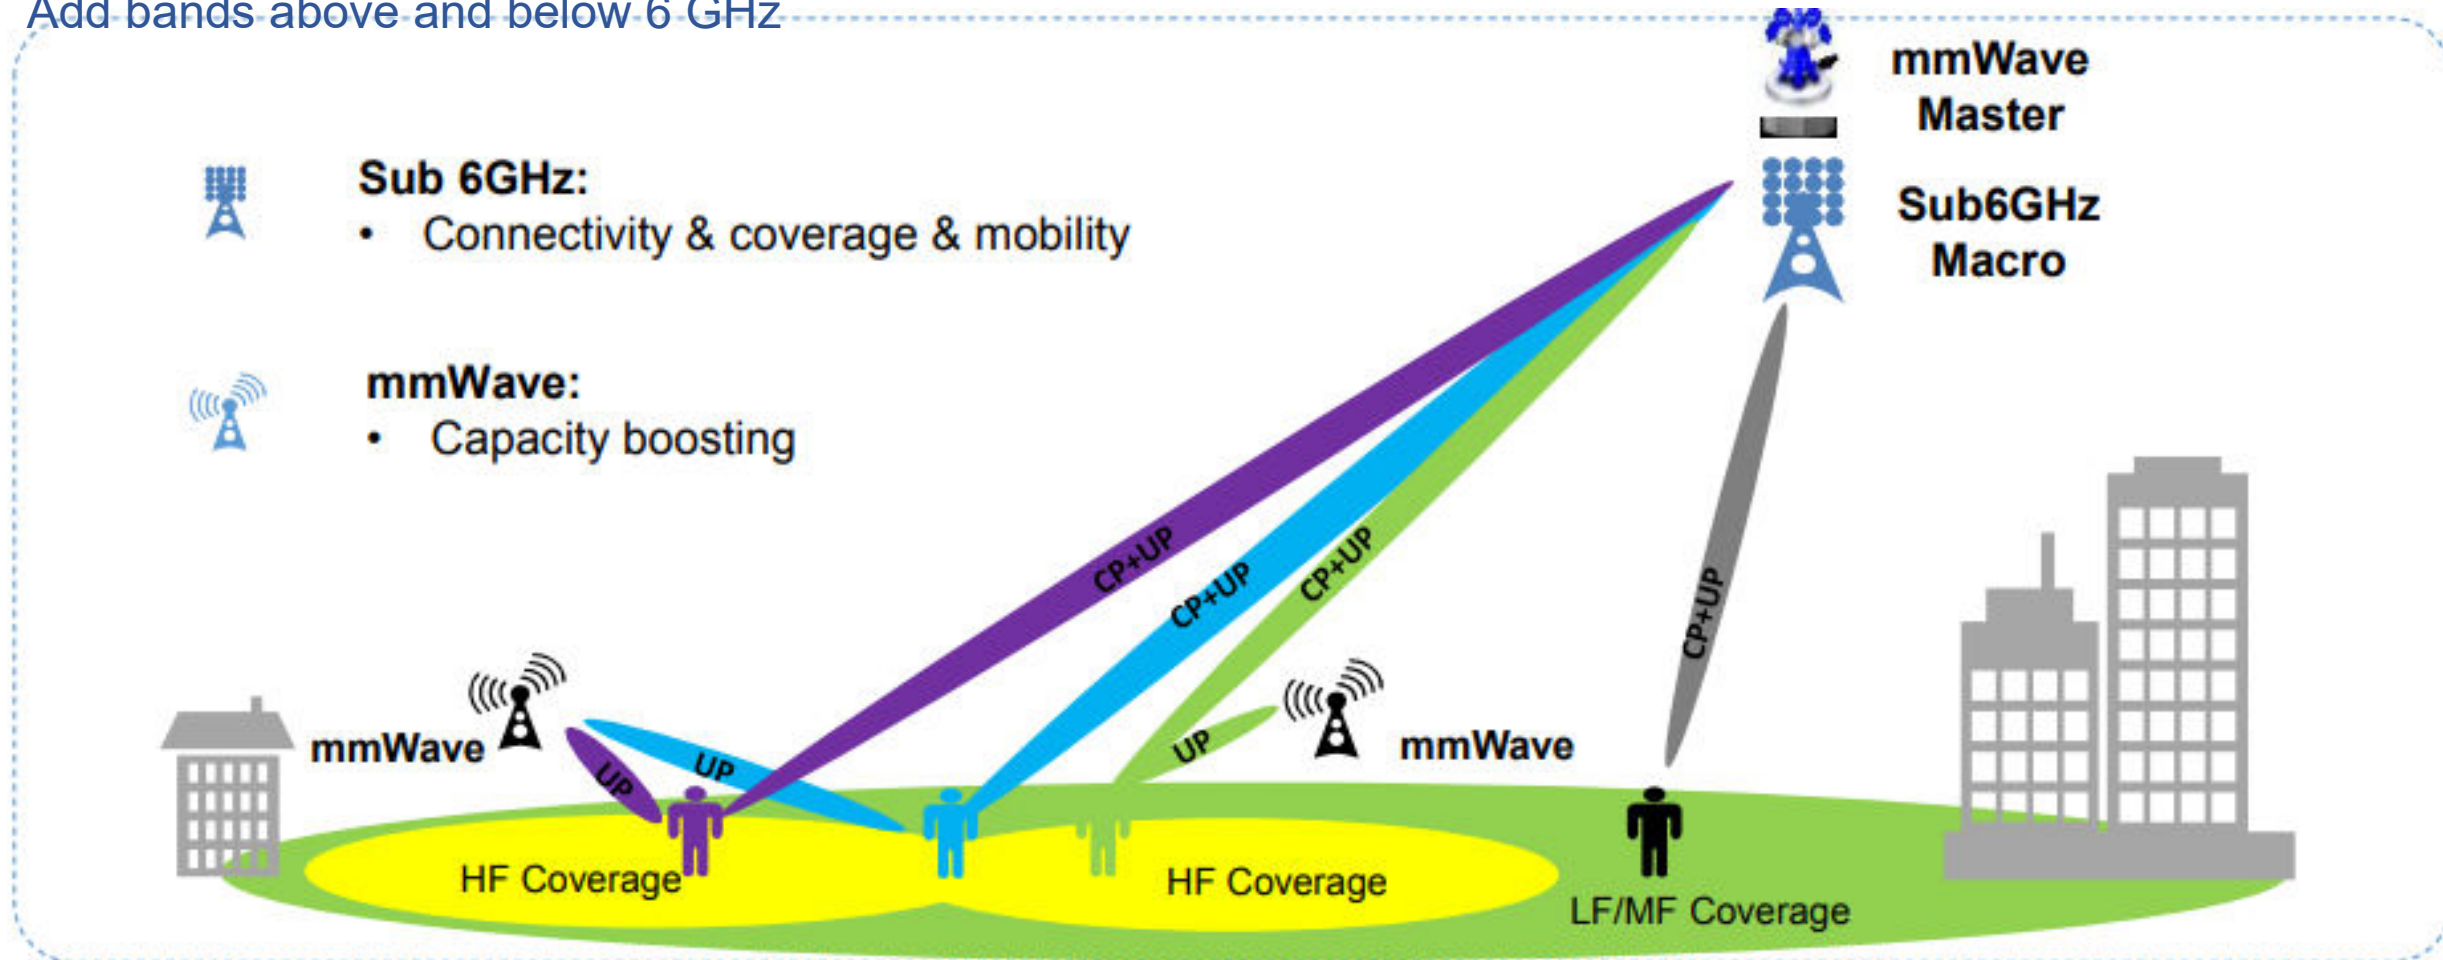 Add bands above and below 6 GHz
mmWave
Master
Sub 6GHz:
• Connectivity & coverage & mobility
Sub6GHz
Macro
mmWave:
• Capacity boosting
CP+UP
CP+UP
CP+UP
CP+UP
mmWave
UP
UP
UP
mmWave
HF Coverage
HF Coverage
LF/MF Coverage